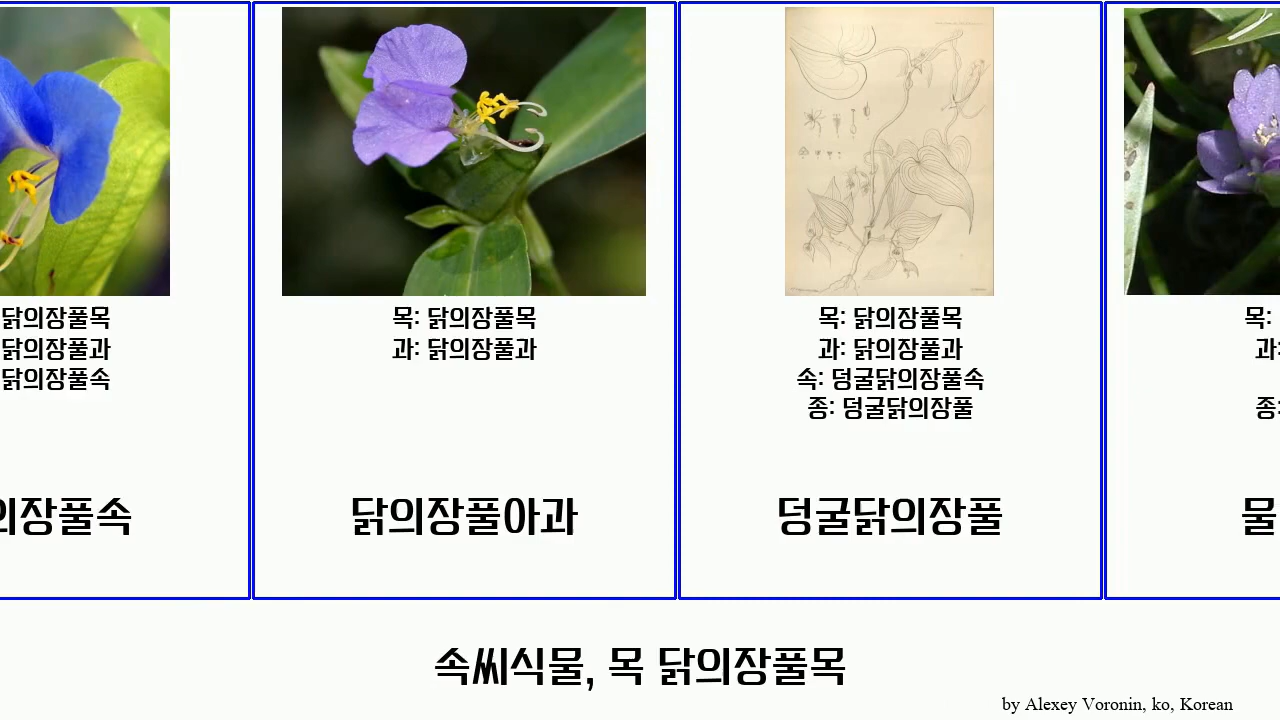 닭의장풀목
닭의장풀과
닭의장풀속
의장풀속
목: 닭의장풀목
과: 닭의장풀과
닭의장풀아과
목: 닭의장풀목
과: 닭의장풀과
속: 덩굴닭의장풀속
종: 덩굴닭의장풀
덩굴닭의장풀
목:
과:
종:
물
속씨식물, 목 닭의장풀목
by Alexey Voronin, ko, Korean